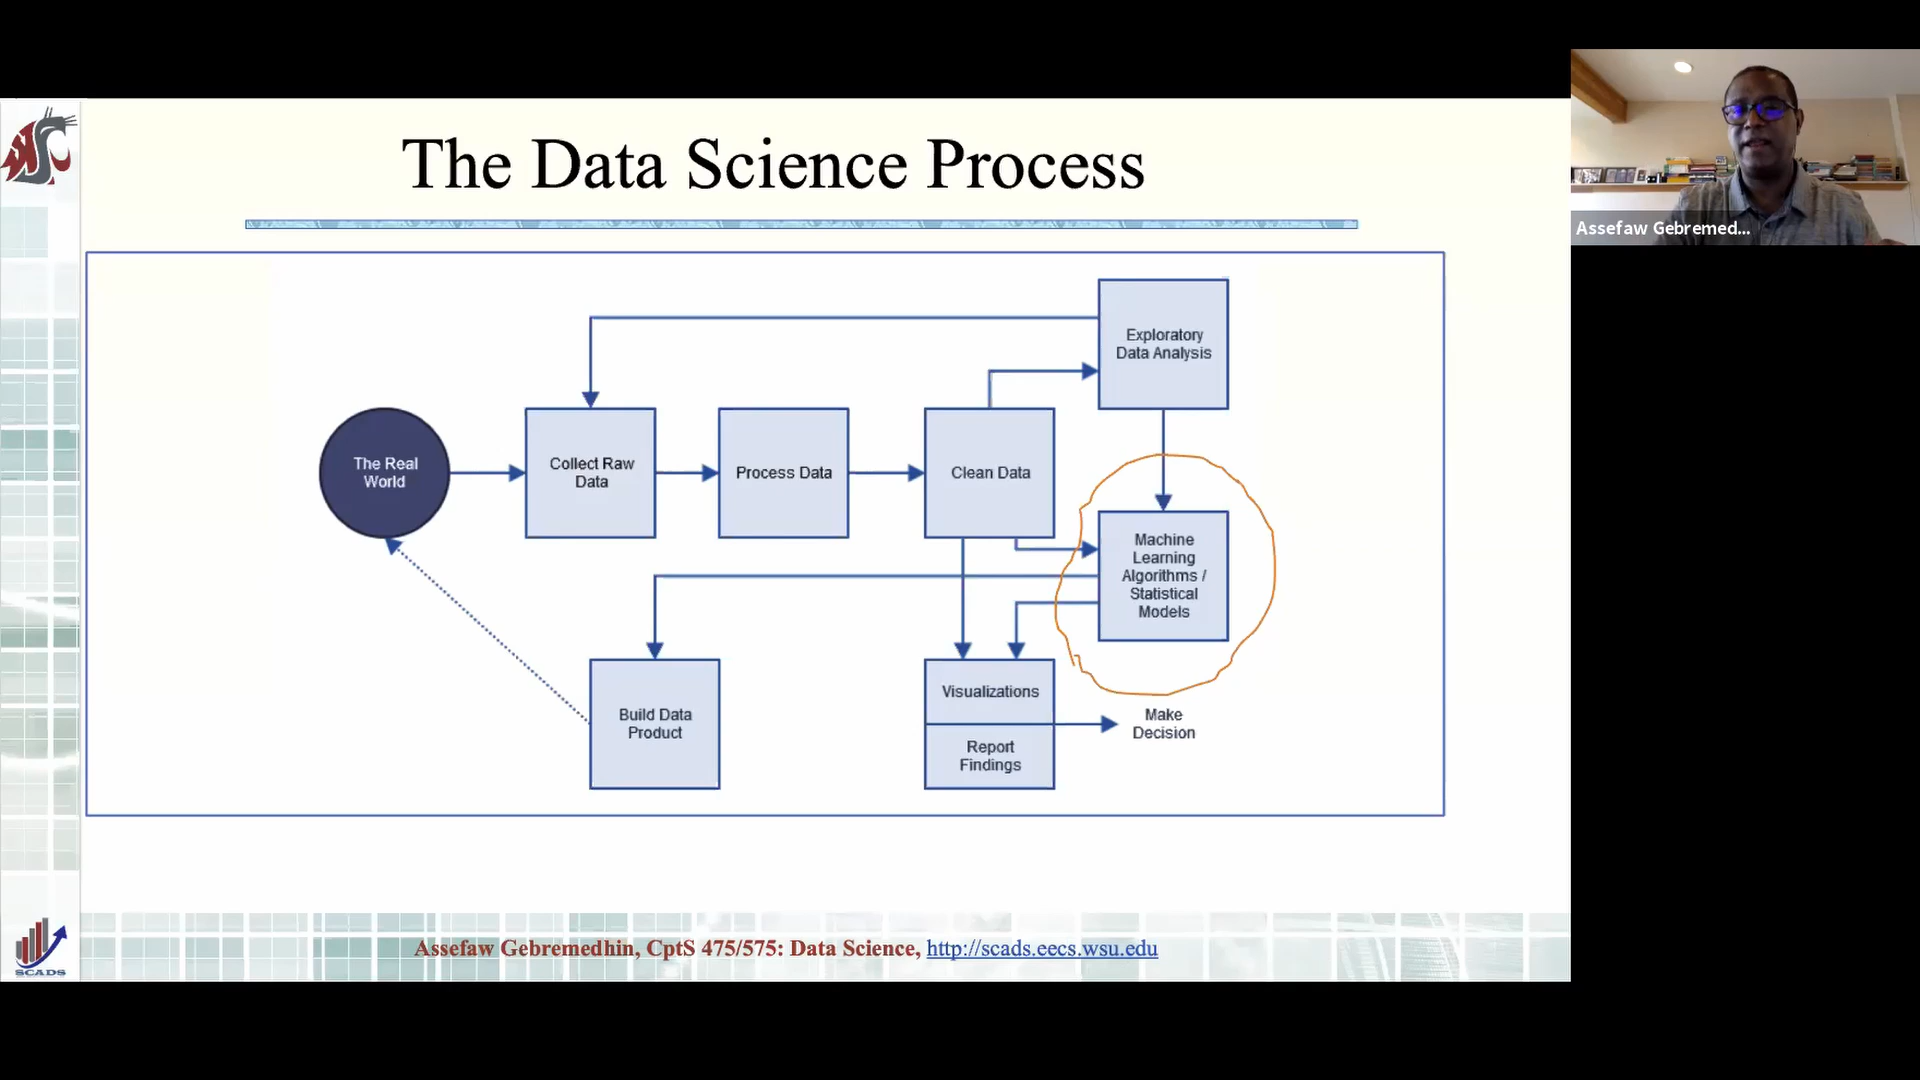 The Data Science Process
Assefaw Gebremed...
Exploratory
Data Analysis
The Real
World
Collect Raw
Data
Process Data
Clean Data
Machine
Learning
Algorithms /
Statistical
Models
Build Data
Product
Visualizations
Report
Findings
Make
Decision
SCADS
Assefaw Gebremedhin, CptS 475/575: Data Science, http://scads.eecs.wsu.edu